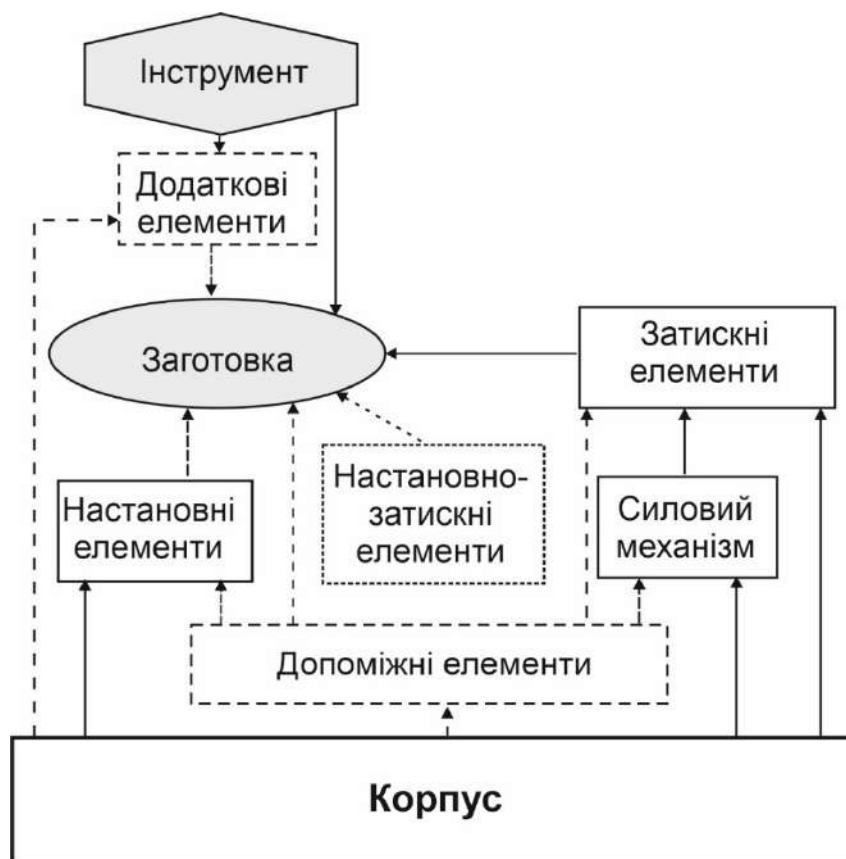 Інструмент
Додаткові
елементи
Заготовка
Затискні
елементи
Настановні
елементи
Настановно-
затискні
елементи
Силовий
механізм
Допоміжні елементи
Корпус